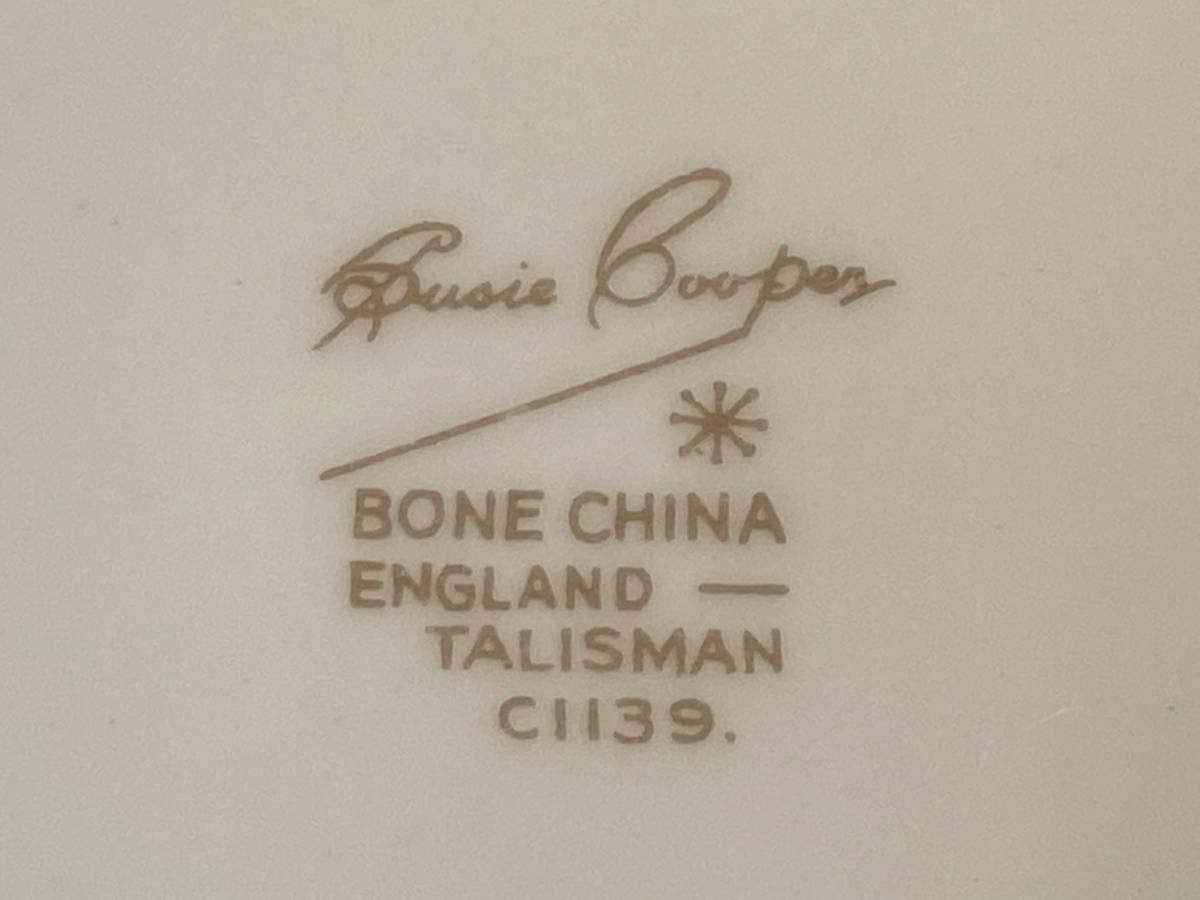 Susie Cooper
BONE CHINA
ENGLAND —
TALISMAN
C1139.